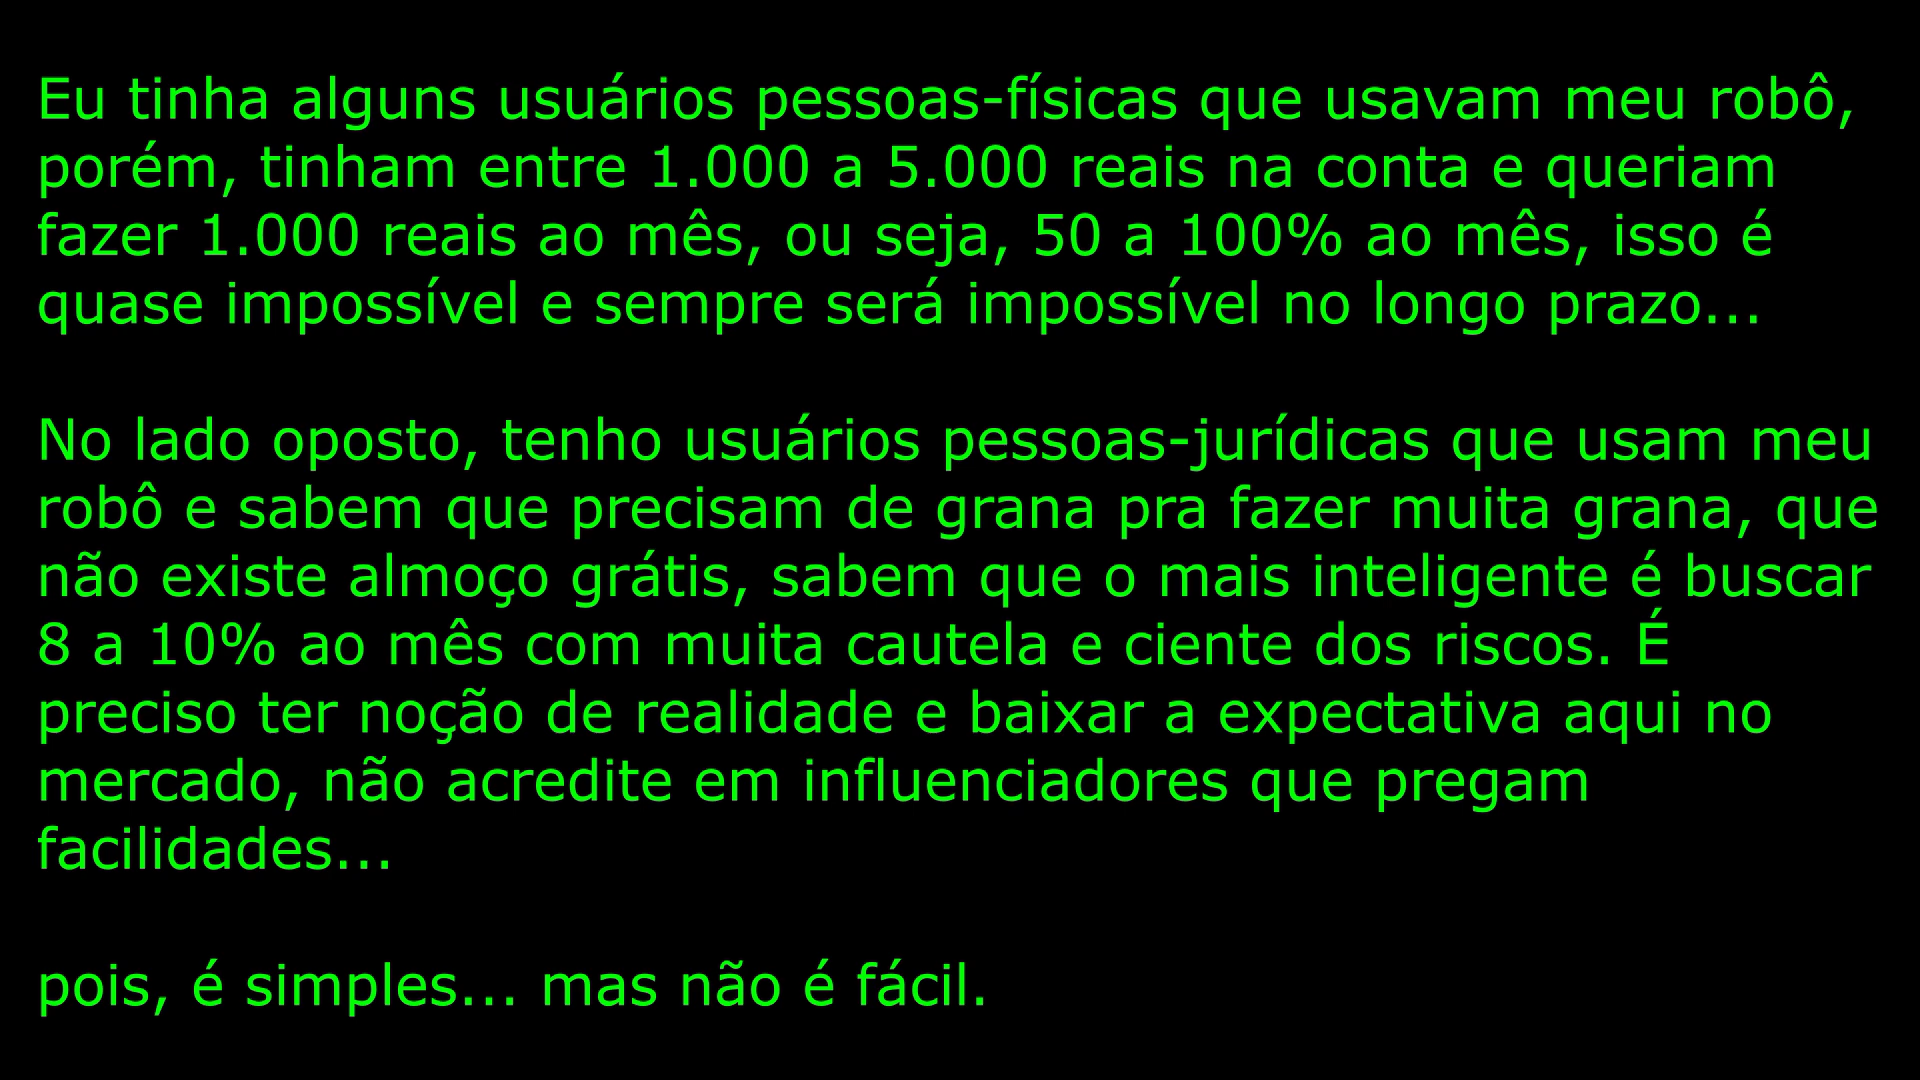 Eu tinha alguns usuários pessoas-físicas que usavam meu robô,
porém, tinham entre 1.000 a 5.000 reais na conta e queriam
fazer 1.000 reais ao mês, ou seja, 50 a 100% ao mês, isso é
quase impossível e sempre será impossível no longo prazo...
No lado oposto, tenho usuários pessoas-jurídicas que usam meu
robô e sabem que precisam de grana pra fazer muita grana, que
não existe almoço grátis, sabem que o mais inteligente é buscar
8 a 10% ao mês com muita cautela e ciente dos riscos. É
preciso ter noção de realidade e baixar a expectativa aqui no
mercado, não acredite em influenciadores que pregam
facilidades...
pois, é simples... mas não é fácil.